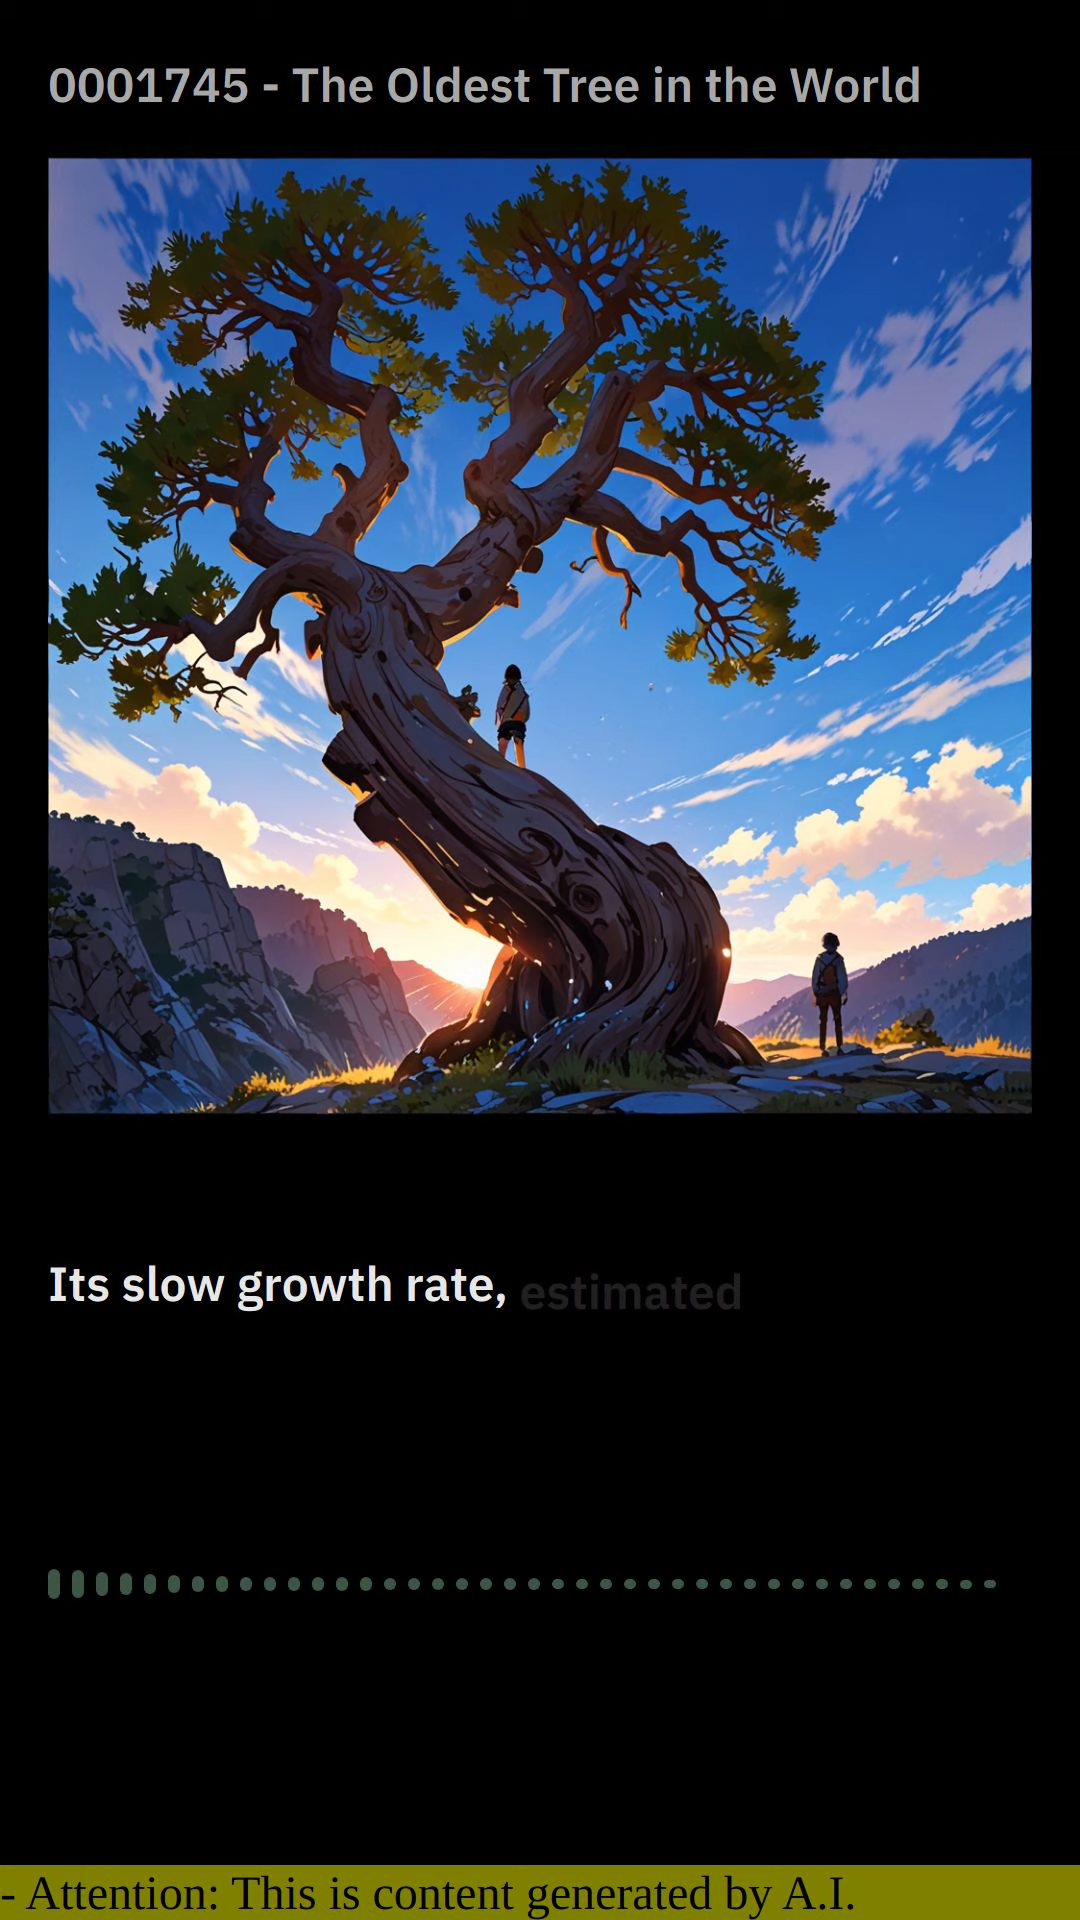 0001745 - The Oldest Tree in the World
Its slow growth rate, estimated
- Attention: This is content generated by A.I.